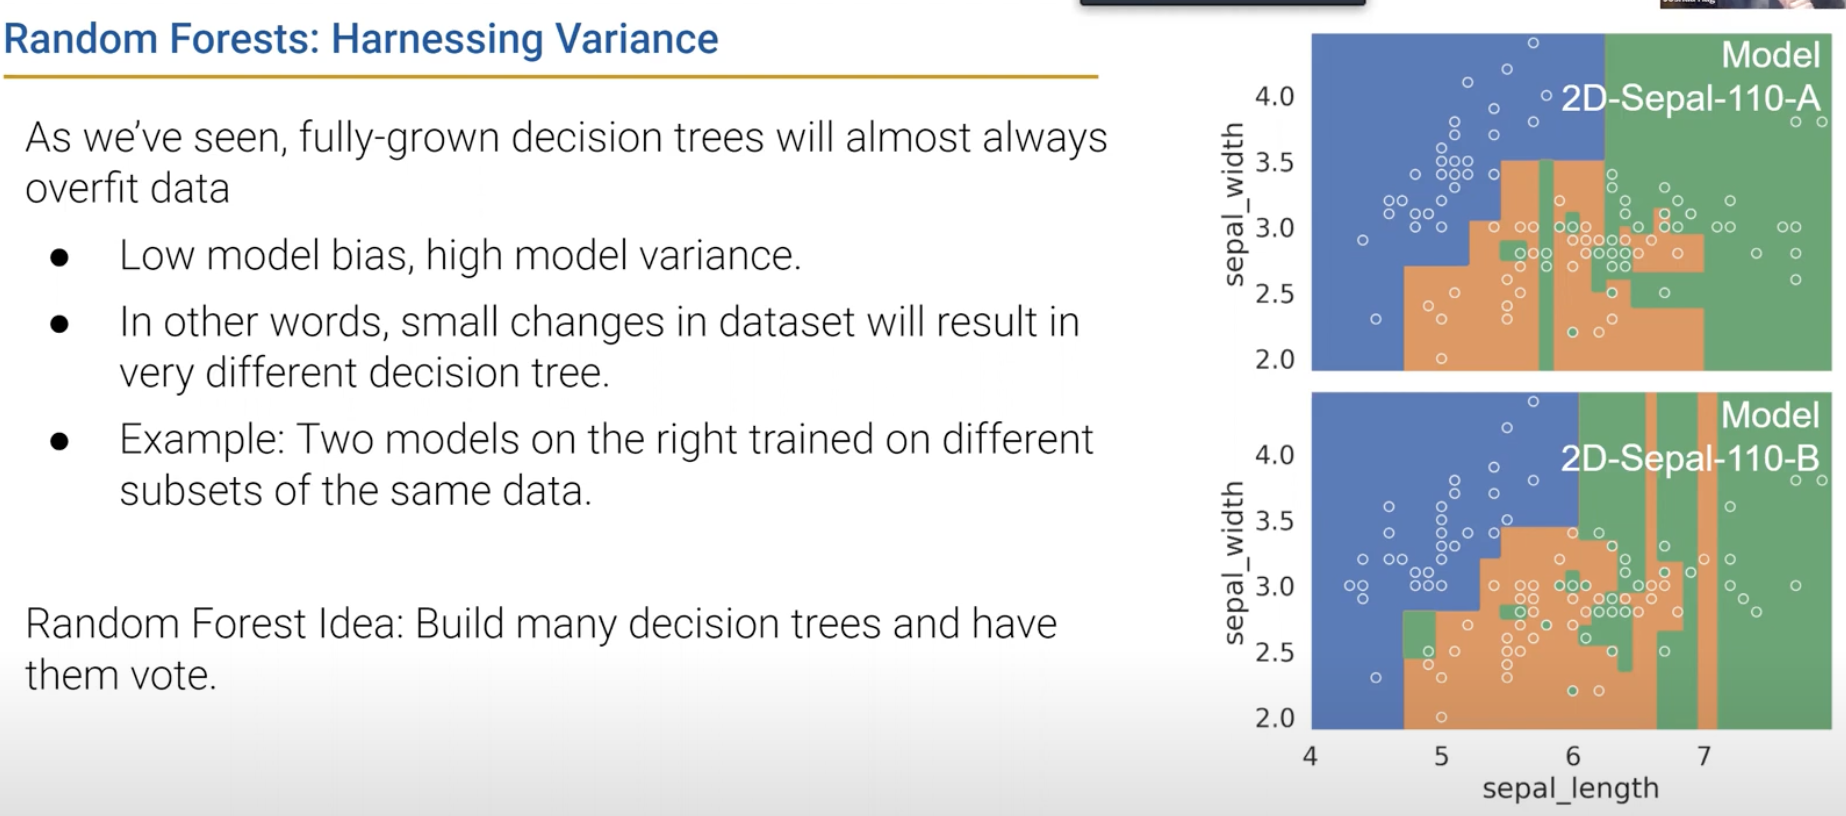 Random Forests: Harnessing Variance
As we’ve seen, fully-grown decision trees will almost always
overfit data
● Low model bias, high model variance.
● In other words, small changes in dataset will result in
very different decision tree.
● Example: Two models on the right trained on different
subsets of the same data.
Random Forest Idea: Build many decision trees and have
them vote.
Model
2D-Sepal-110-A
sepal_width
4.0
3.5
3.0
2.5
2.0
Model
2D-Sepal-110-B
sepal_width
4.0
3.5
3.0
2.5
2.0
4 5 6 7
sepal_length